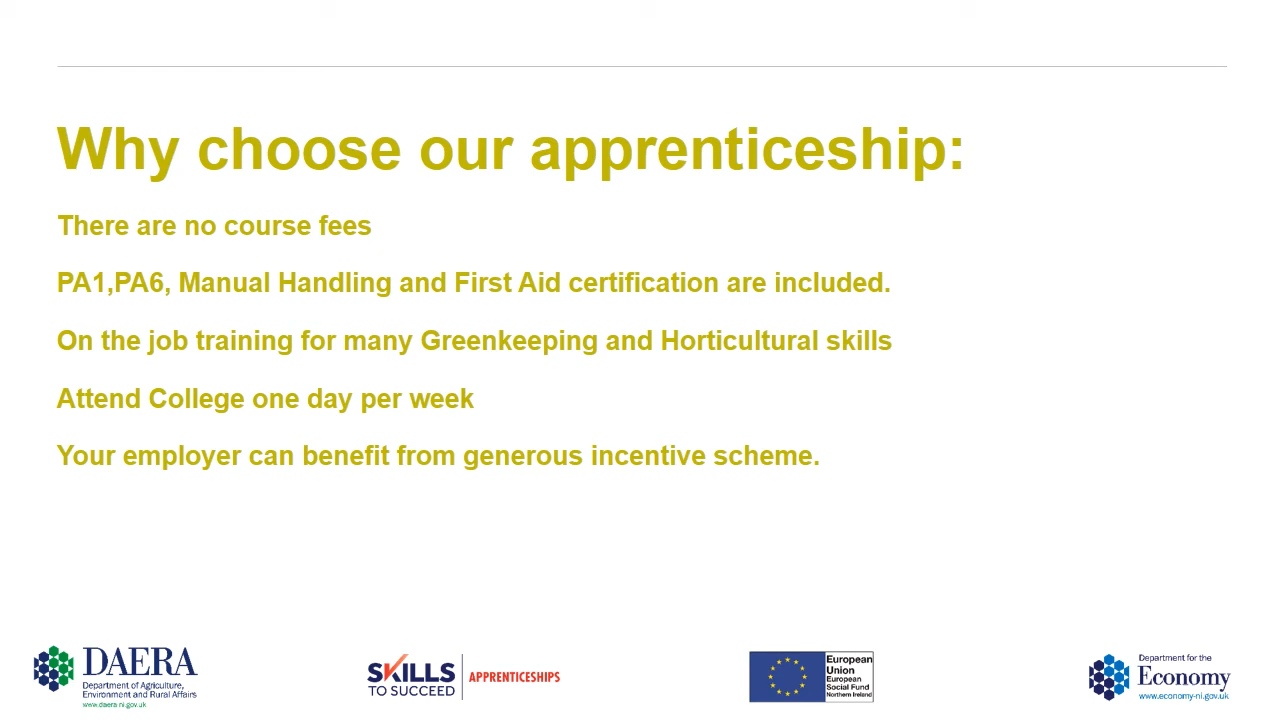 Why choose our apprenticeship:
There are no course fees
PA1,PA6, Manual Handling and First Aid certification are included.
On the job training for many Greenkeeping and Horticultural skills
Attend College one day per week
Your employer can benefit from generous incentive scheme.
DAERA
Department of Agriculture,
Environment and Rural Affairs
www.daera-ni.gov.uk
SKILLS
TO SUCCEED
APPRENTICESHIPS
European
Union
European
Social Fund
Northern Ireland
Department for the
Economy
www.economy-ni.gov.uk